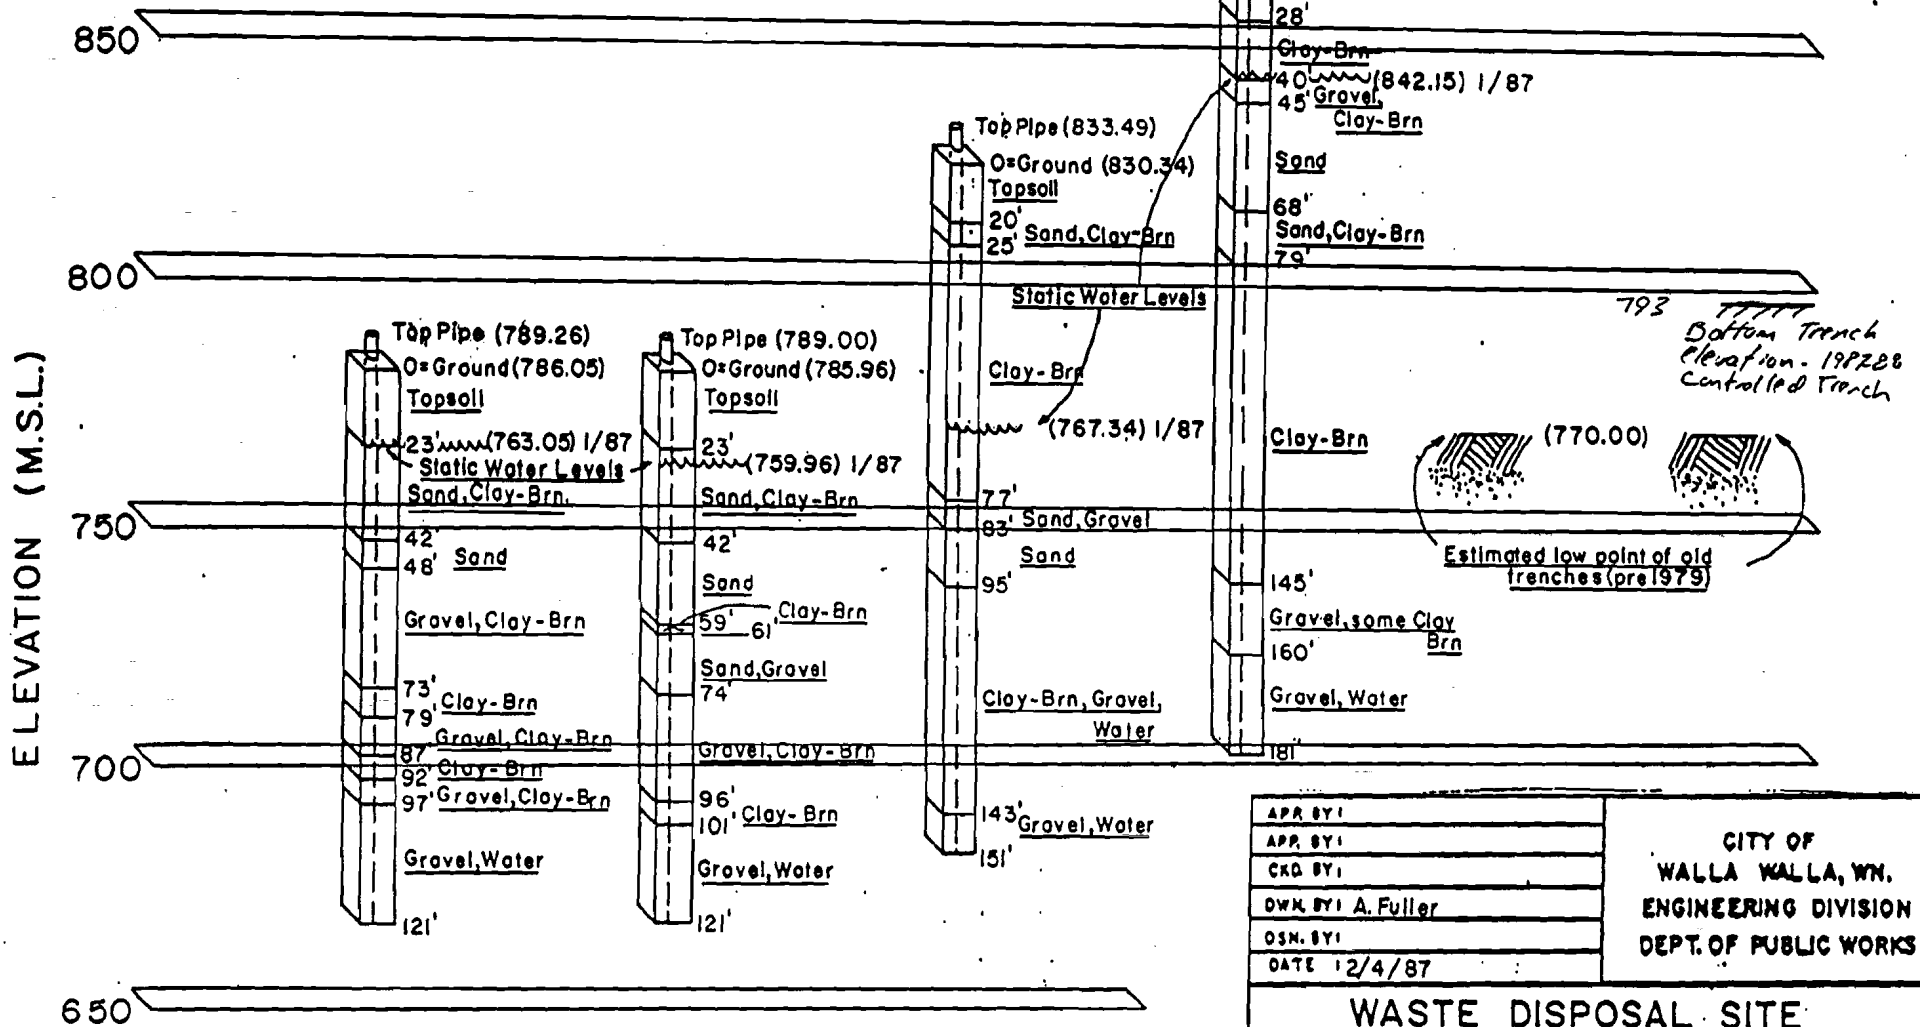 ELEVATION (M.S.L.)
850
800
750
700
650
Top Pipe (789.26)
O=Ground (786.05)
Topsoil
23' (763.05) 1/87
Static Water Levels
Sand, Clay-Brn.
42'
Sand
48'
Gravel, Clay-Brn
73'
Clay-Brn
79'
Gravel, Clay-Brn
87'
Clay-Brn
92'
97' Gravel, Clay-Brn
Gravel, Water
121'
Top Pipe (789.00)
O=Ground (785.96)
Topsoil
23'
(759.96) 1/87
Sand, Clay-Brn
42'
Sand
59' Clay-Brn
61'
Sand, Gravel
74'
Gravel, Clay-Brn
96'
101' Clay-Brn
Gravel, Water
121'
Top Pipe (833.49)
O=Ground (830.34)
Topsoil
20'
25' Sand, Clay-Brn
Static Water Levels
Clay-Brn
(767.34) 1/87
77'
83' Sand, Gravel
Sand
95'
Clay-Brn, Gravel,
Water
143' Gravel, Water
151'
28'
Clay-Brn
40' (842.15) 1/87
45' Gravel,
Clay-Brn
Sand
68'
Sand, Clay-Brn
79'
Clay-Brn
145'
Gravel, some Clay
Brn
160'
Gravel, Water
181'
793
Bottom Trench
elevation -
Controlled Trench
(770.00)
Estimated low point of old
trenches (pre 1979)
APR. BY:
APP. BY:
CKD. BY:
DWN. BY: A. Fuller
DSN. BY:
DATE 12/4/87
CITY OF
WALLA WALLA, WN.
ENGINEERING DIVISION
DEPT. OF PUBLIC WORKS
WASTE DISPOSAL SITE